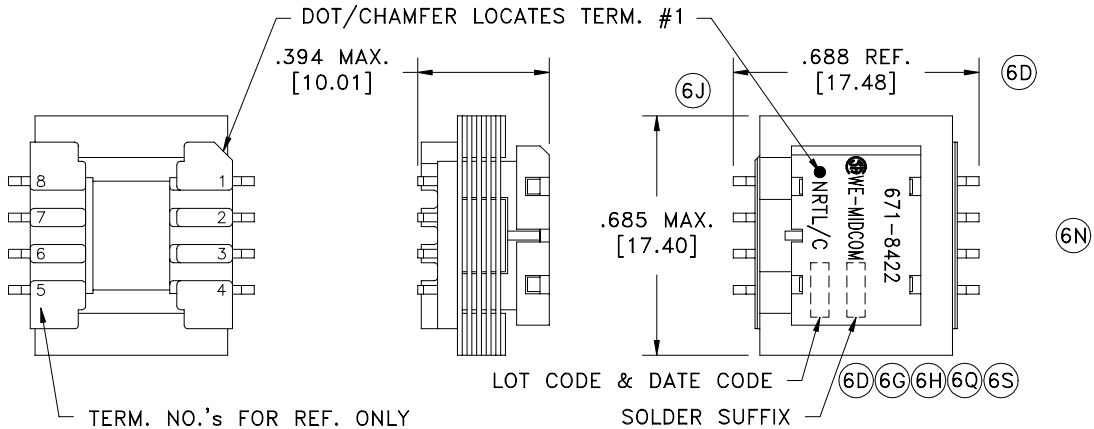 DOT/CHAMFER LOCATES TERM. #1
.394 MAX.
[10.01]
.688 REF.
[17.48]
6D
6J
8
7
6
5
1
2
3
4
.685 MAX.
[17.40]
NRTL/C
WE-MIDCOM
671-8422
6N
LOT CODE & DATE CODE
6D 6G 6H 6Q 6S
TERM. NO.'s FOR REF. ONLY
SOLDER SUFFIX